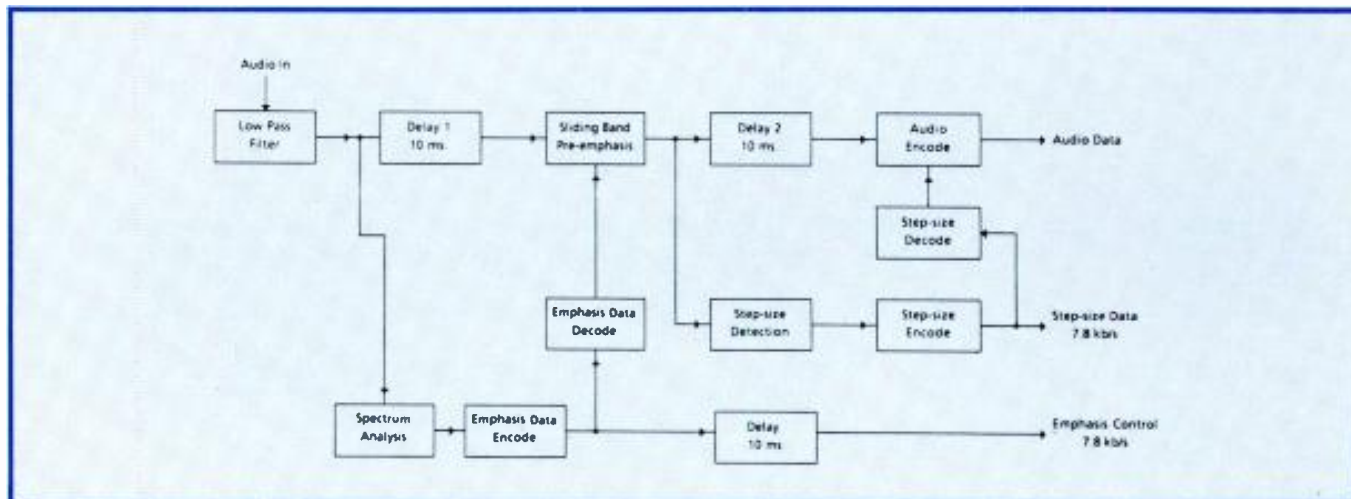 Audio In
Low Pass
Filter
Delay 1
10 ms
Sliding Band
Pre-emphasis
Delay 2
10 ms
Audio
Encode
Audio Data
Step-size
Decode
Emphasis Data
Decode
Step-size
Detection
Step-size
Encode
Step-size Data
7.8 kb/s
Spectrum
Analysis
Emphasis Data
Encode
Delay
10 ms
Emphasis Control
7.8 kb/s